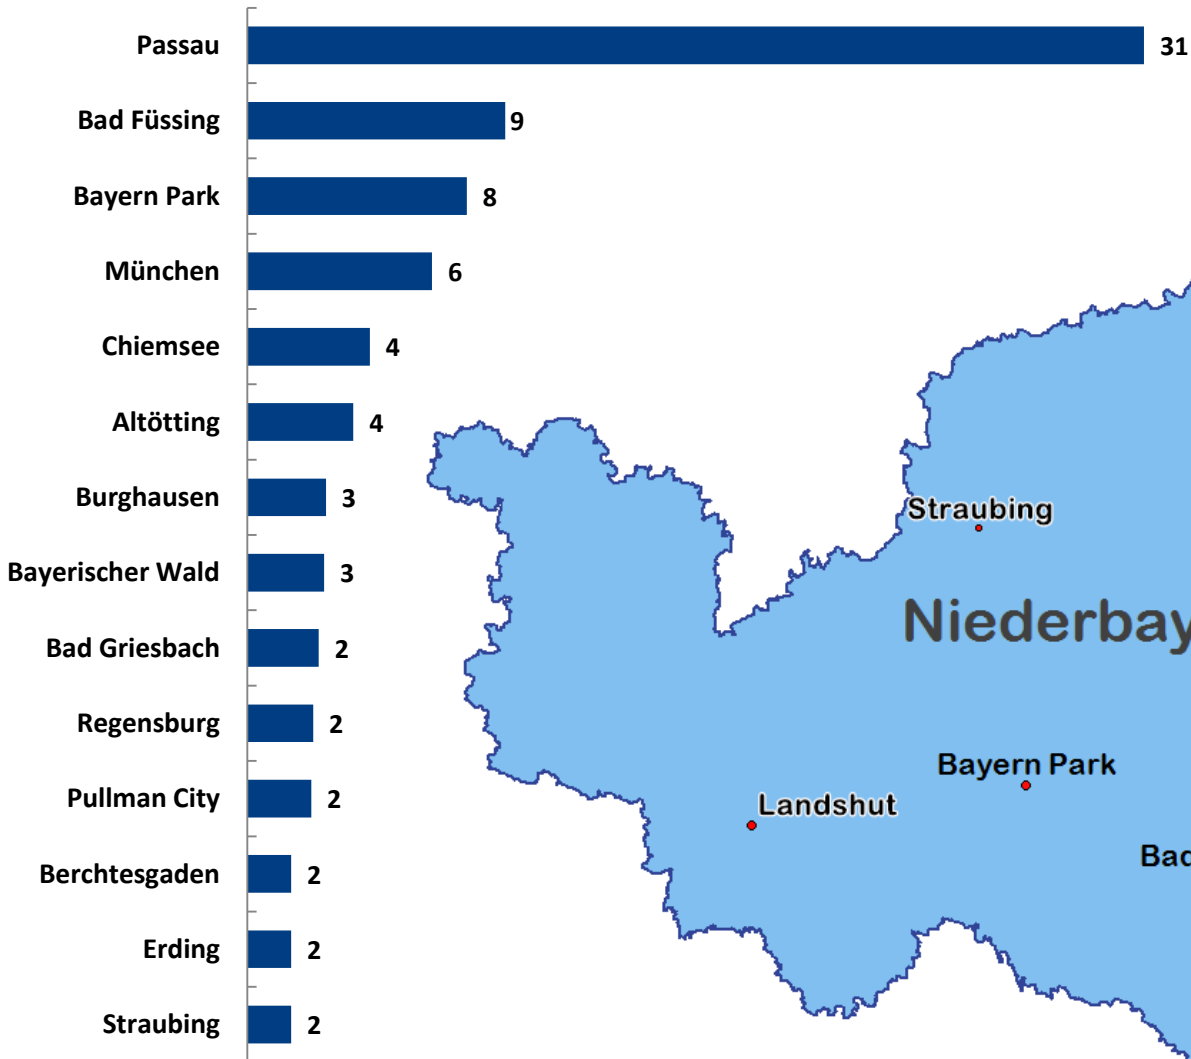 Passau 31
Bad Füssing 9
Bayern Park 8
München 6
Chiemsee 4
Altötting 4
Burghausen 3
Bayerischer Wald 3
Bad Griesbach 2
Regensburg 2
Pullman City 2
Berchtesgaden 2
Erding 2
Straubing 2
Straubing
Niederbay
Bayern Park
Landshut
Bad